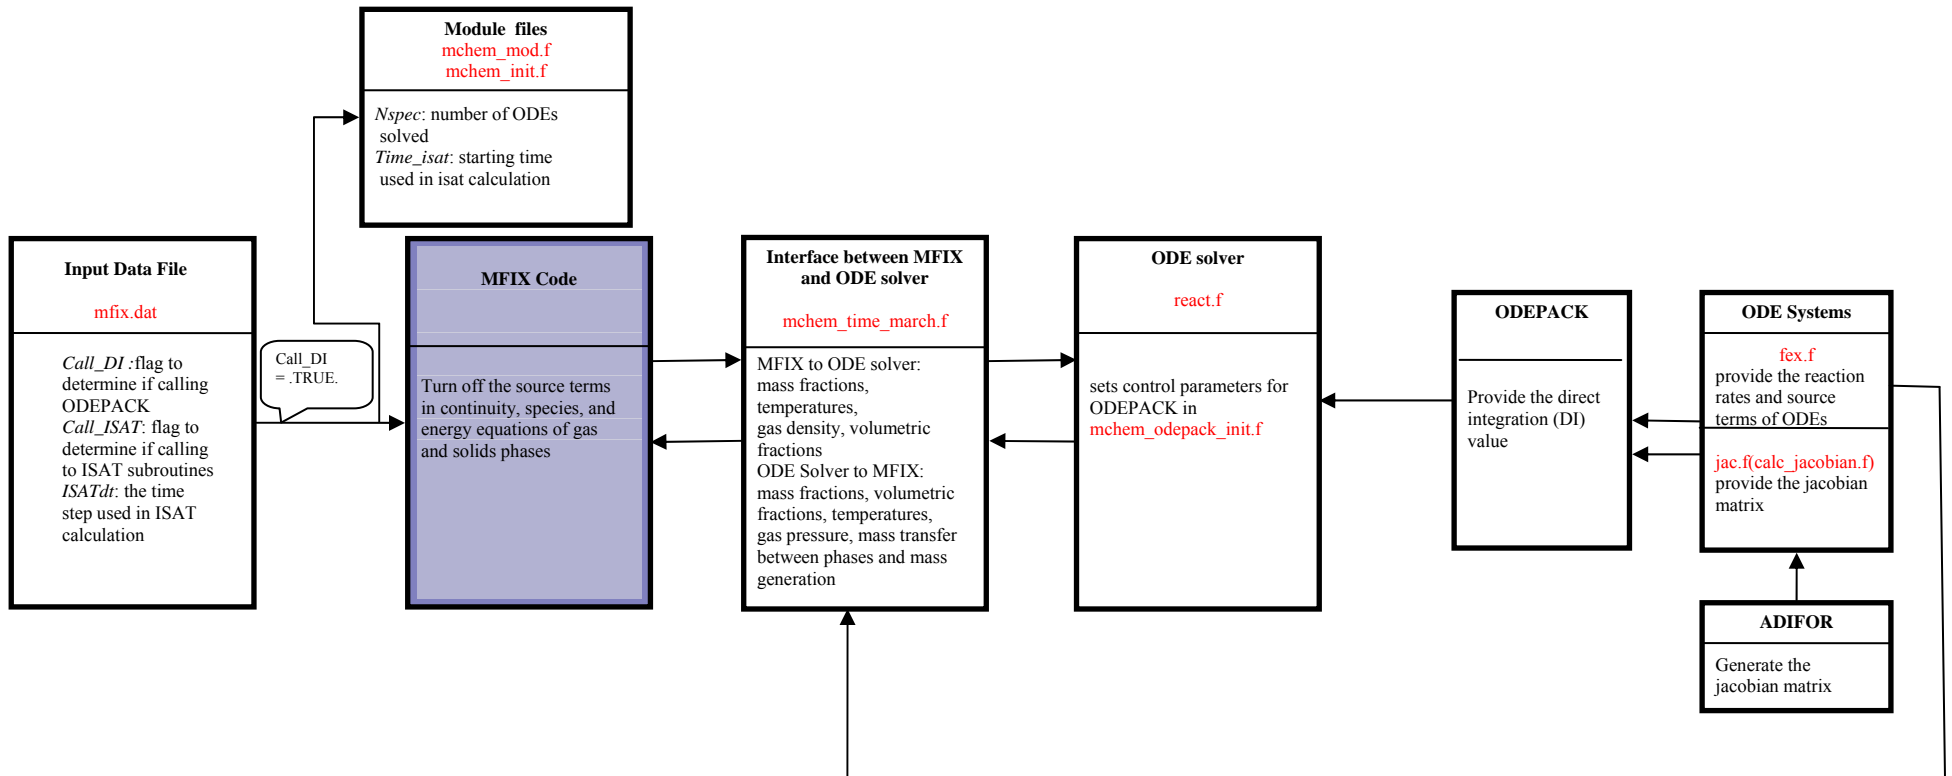 Module files
mchem_mod.f
mchem_init.f
Nspec: number of ODEs
solved
Time_isat: starting time
used in isat calculation
Input Data File
mfix.dat
Call_DI :flag to
determine if calling
ODEPACK
Call_ISAT: flag to
determine if calling
to ISAT subroutines
ISATdt: the time
step used in ISAT
calculation
Call_DI
= .TRUE.
MFIX Code
Turn off the source terms
in continuity, species, and
energy equations of gas
and solids phases
Interface between MFIX
and ODE solver
mchem_time_march.f
MFIX to ODE solver:
mass fractions,
temperatures,
gas density, volumetric
fractions
ODE Solver to MFIX:
mass fractions, volumetric
fractions, temperatures,
gas pressure, mass transfer
between phases and mass
generation
ODE solver
react.f
sets control parameters for
ODEPACK in
mchem_odepack_init.f
ODEPACK
Provide the direct
integration (DI)
value
ODE Systems
fex.f
provide the reaction
rates and source
terms of ODEs
jac.f(calc_jacobian.f)
provide the jacobian
matrix
ADIFOR
Generate the
jacobian matrix